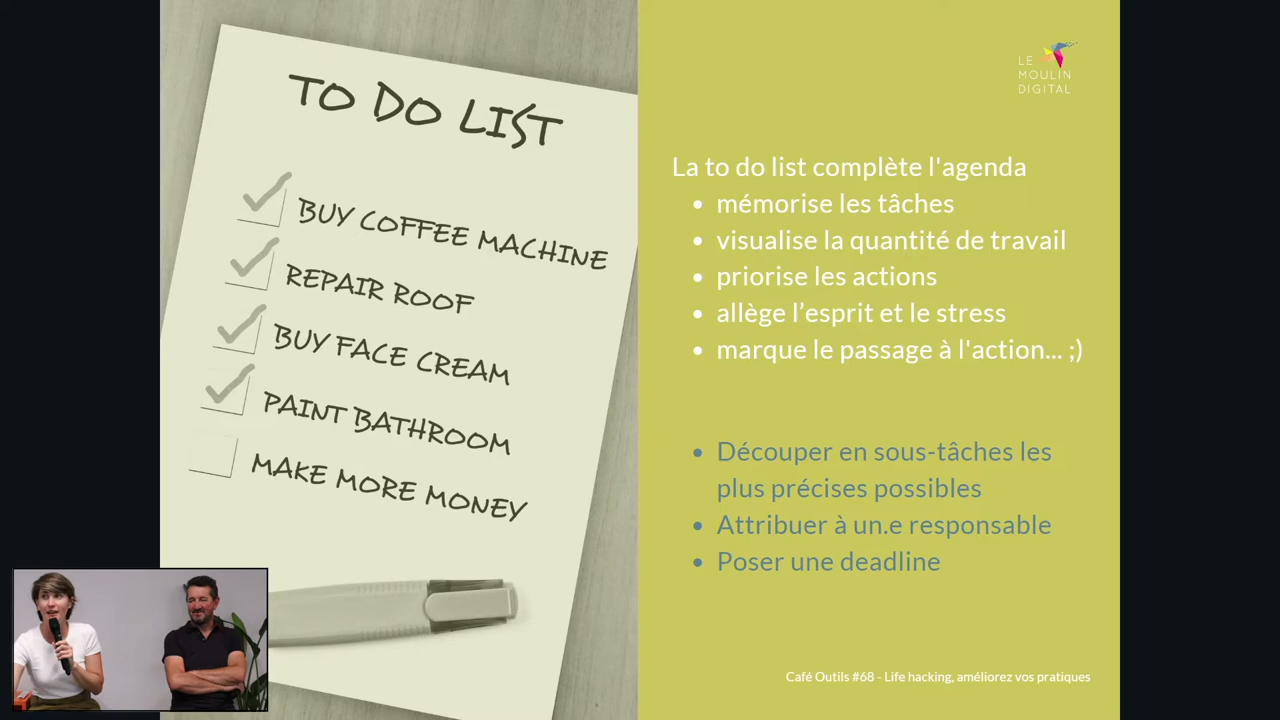 TO DO LIST
BUY COFFEE MACHINE
REPAIR ROOF
BUY FACE CREAM
PAINT BATHROOM
MAKE MORE MONEY
LE
MOULIN
DIGITAL
La to do list complète l'agenda
• mémorise les tâches
• visualise la quantité de travail
• priorise les actions
• allège l’esprit et le stress
• marque le passage à l'action... ;)
• Découper en sous-tâches les
plus précises possibles
• Attribuer à un.e responsable
• Poser une deadline
Café Outils #68 - Life hacking, améliorez vos pratiques